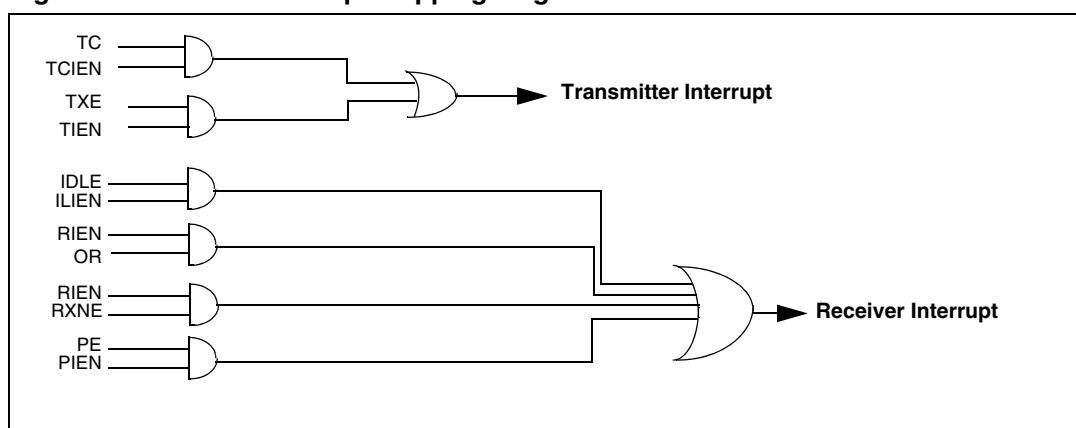 TC
TCIEN
TXE
TIEN
Transmitter Interrupt
IDLE
ILIEN
RIEN
OR
RIEN
RXNE
PE
PIEN
Receiver Interrupt